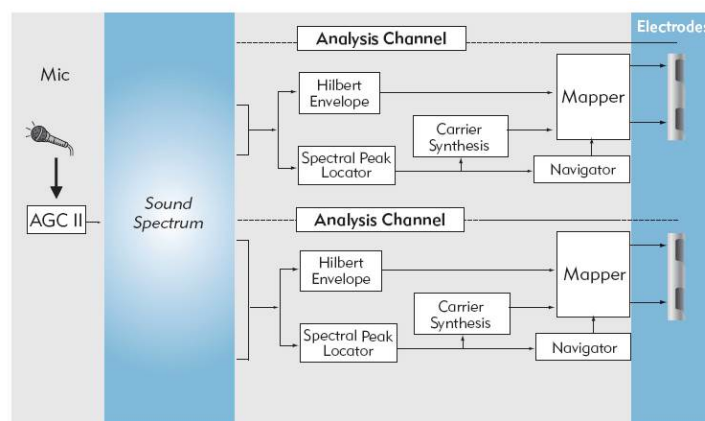 Electrodes
Analysis Channel
Mic
Hilbert
Envelope
Mapper
Carrier
Synthesis
Spectral Peak
Locator
Navigator
AGC II
Sound
Spectrum
Analysis Channel
Hilbert
Envelope
Mapper
Carrier
Synthesis
Spectral Peak
Locator
Navigator